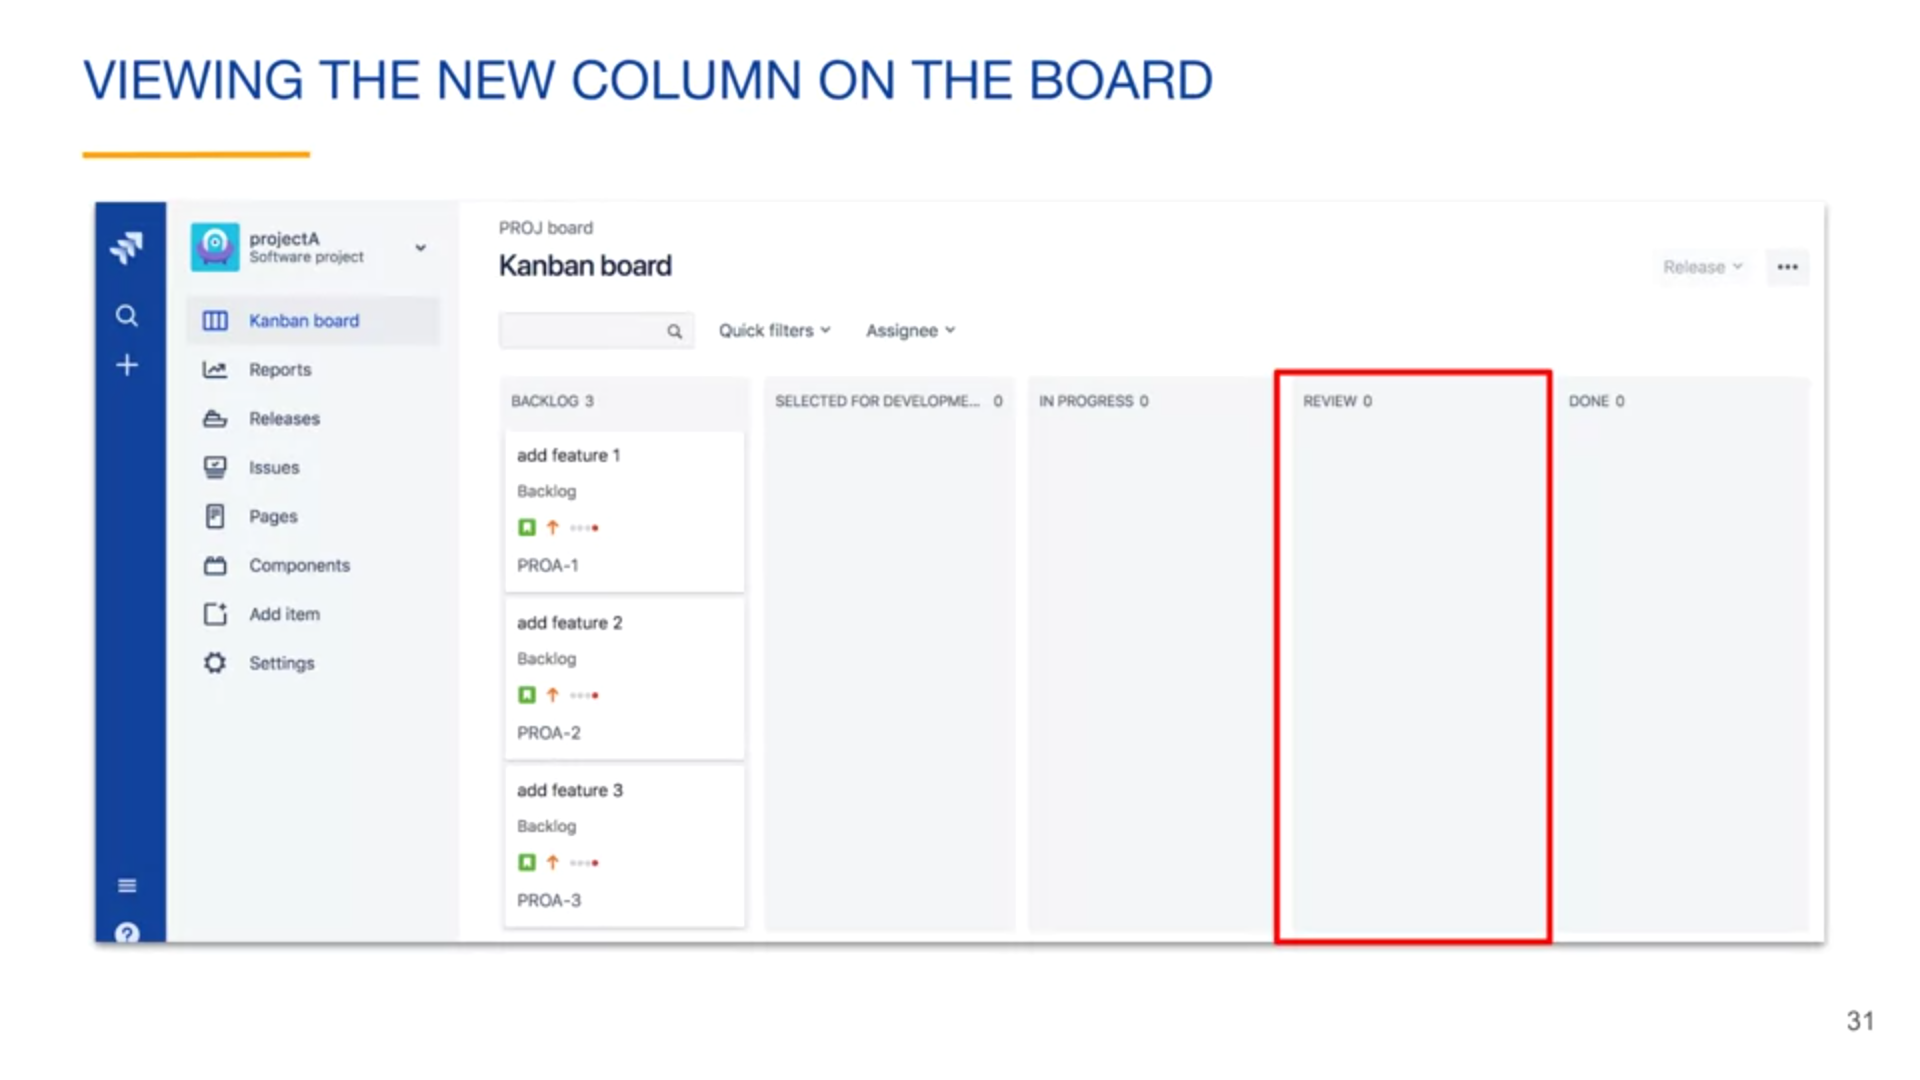 VIEWING THE NEW COLUMN ON THE BOARD
projectA
Software project
Kanban board
Reports
Releases
Issues
Pages
Components
Add item
Settings
PROJ board
Kanban board
Release
Quick filters
Assignee
BACKLOG 3
add feature 1
Backlog
PROA-1
add feature 2
Backlog
PROA-2
add feature 3
Backlog
PROA-3
SELECTED FOR DEVELOPME... 0
IN PROGRESS 0
REVIEW 0
DONE 0
31